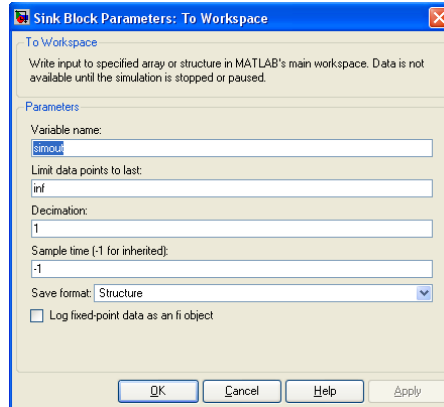 Sink Block Parameters: To Workspace
To Workspace
Write input to specified array or structure in MATLAB's main workspace. Data is not
available until the simulation is stopped or paused.
Parameters
Variable name:
simout
Limit data points to last:
inf
Decimation:
1
Sample time (-1 for inherited):
-1
Save format: Structure
Log fixed-point data as an fi object
OK Cancel Help Apply